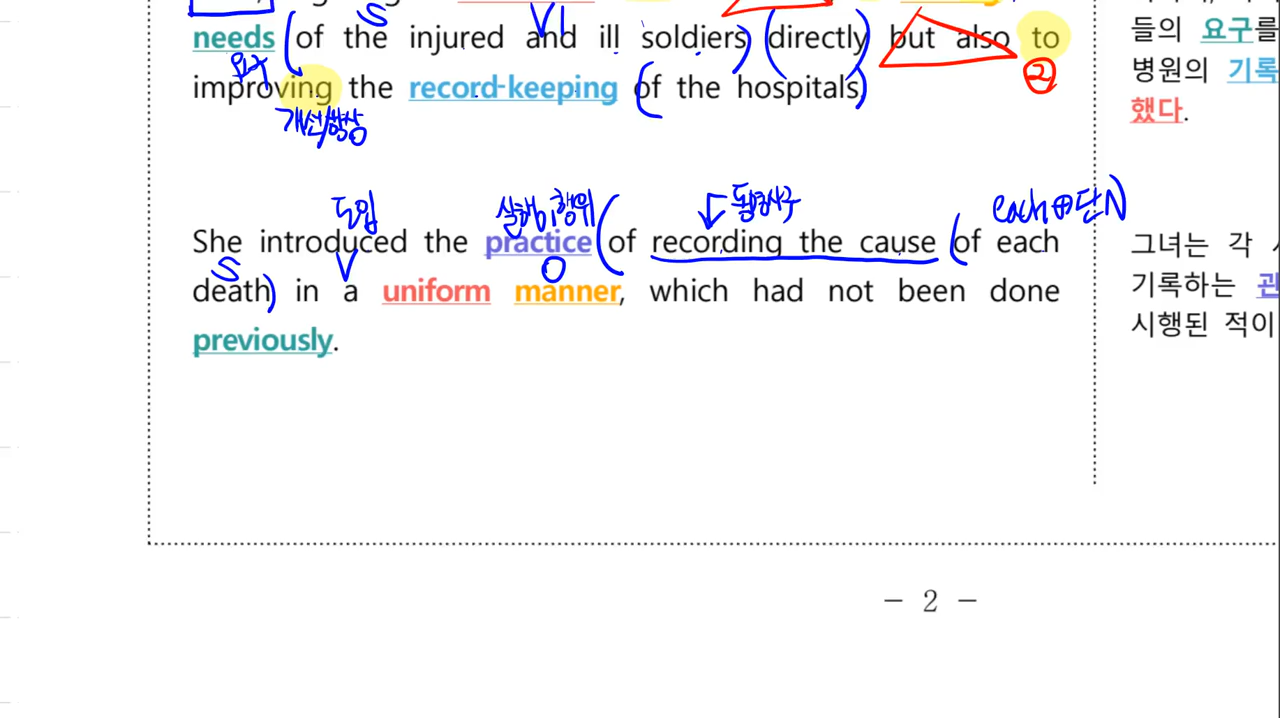 S
V1
needs (of the injured and ill soldiers) (directly) but also to
요구
improving the record-keeping (of the hospitals)
②
개선/향상
도입
실행, 행위
동명사구
each ⊕ 단N
She introduced the practice (of recording the cause (of each
S
V
O
death) in a uniform manner, which had not been done
previously.
들의 요구를
병원의 기록
했다.
그녀는 각
기록하는
시행된 적이
- 2 -